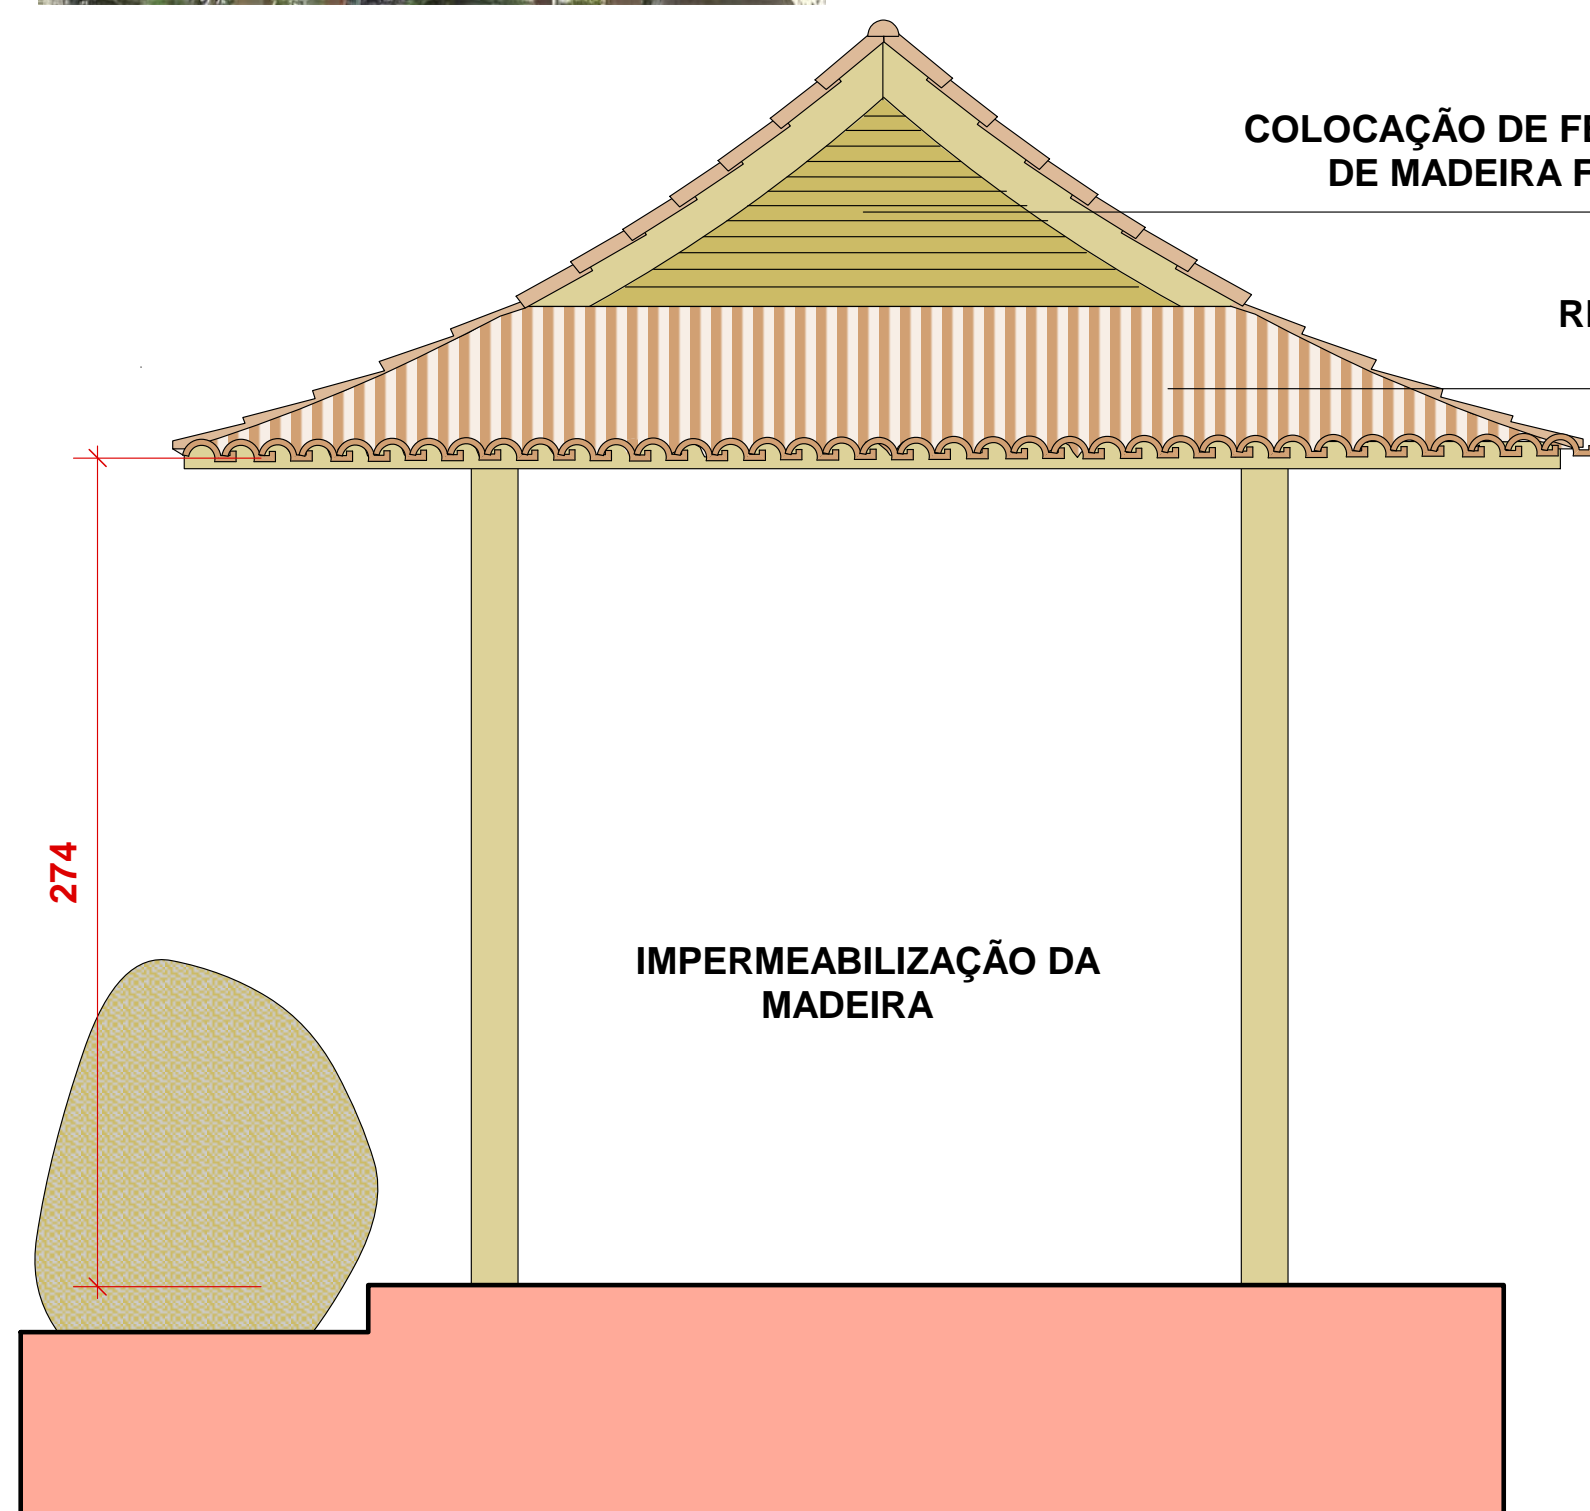 COLOCAÇÃO DE
DE MADEIRA
274
IMPERMEABILIZAÇÃO DA
MADEIRA